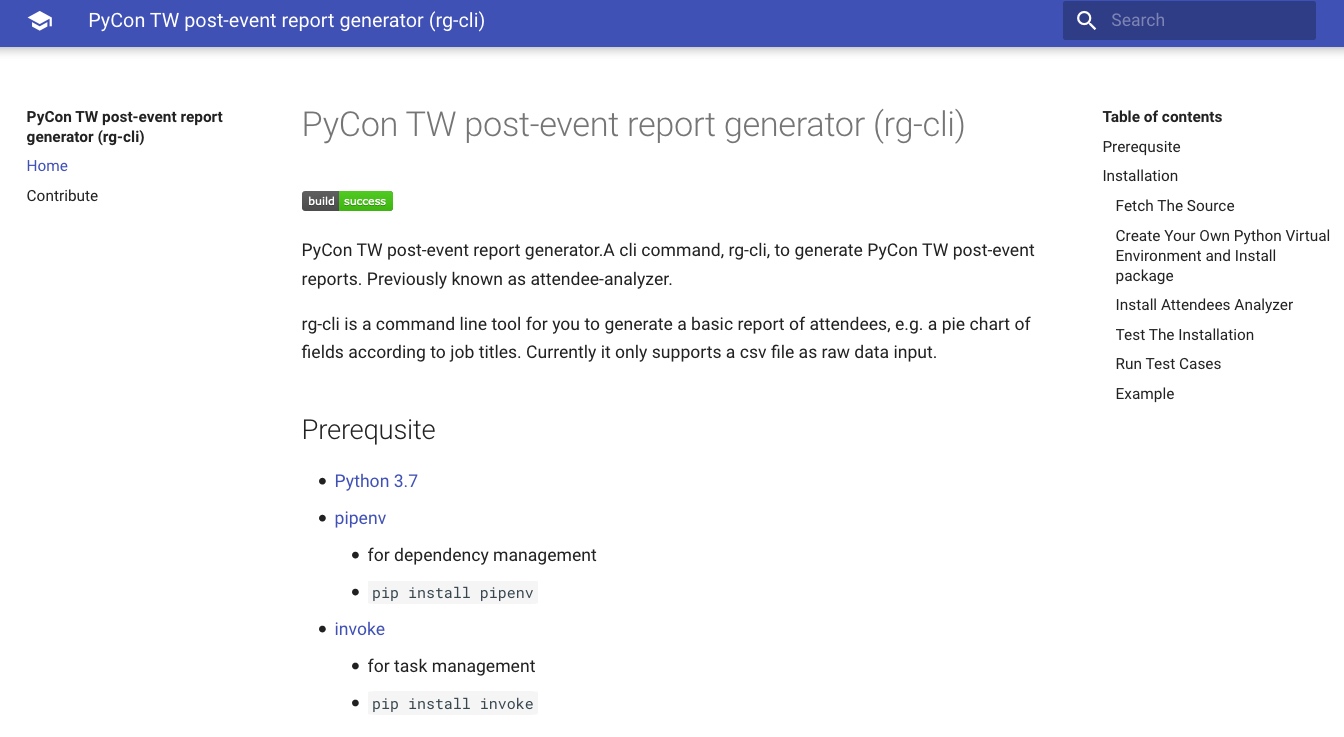 PyCon TW post-event report generator (rg-cli)
Search
PyCon TW post-event report
generator (rg-cli)
Home
Contribute
PyCon TW post-event report generator (rg-cli)
build success
PyCon TW post-event report generator.A cli command, rg-cli, to generate PyCon TW post-event
reports. Previously known as attendee-analyzer.
rg-cli is a command line tool for you to generate a basic report of attendees, e.g. a pie chart of
fields according to job titles. Currently it only supports a csv file as raw data input.
Prerequsite
Python 3.7
pipenv
for dependency management
pip install pipenv
invoke
for task management
pip install invoke
Table of contents
Prerequsite
Installation
Fetch The Source
Create Your Own Python Virtual
Environment and Install
package
Install Attendees Analyzer
Test The Installation
Run Test Cases
Example